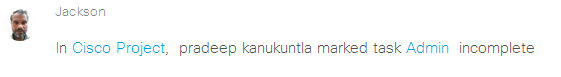 Jackson
In Cisco Project, pradeep kanukuntla marked task Admin incomplete